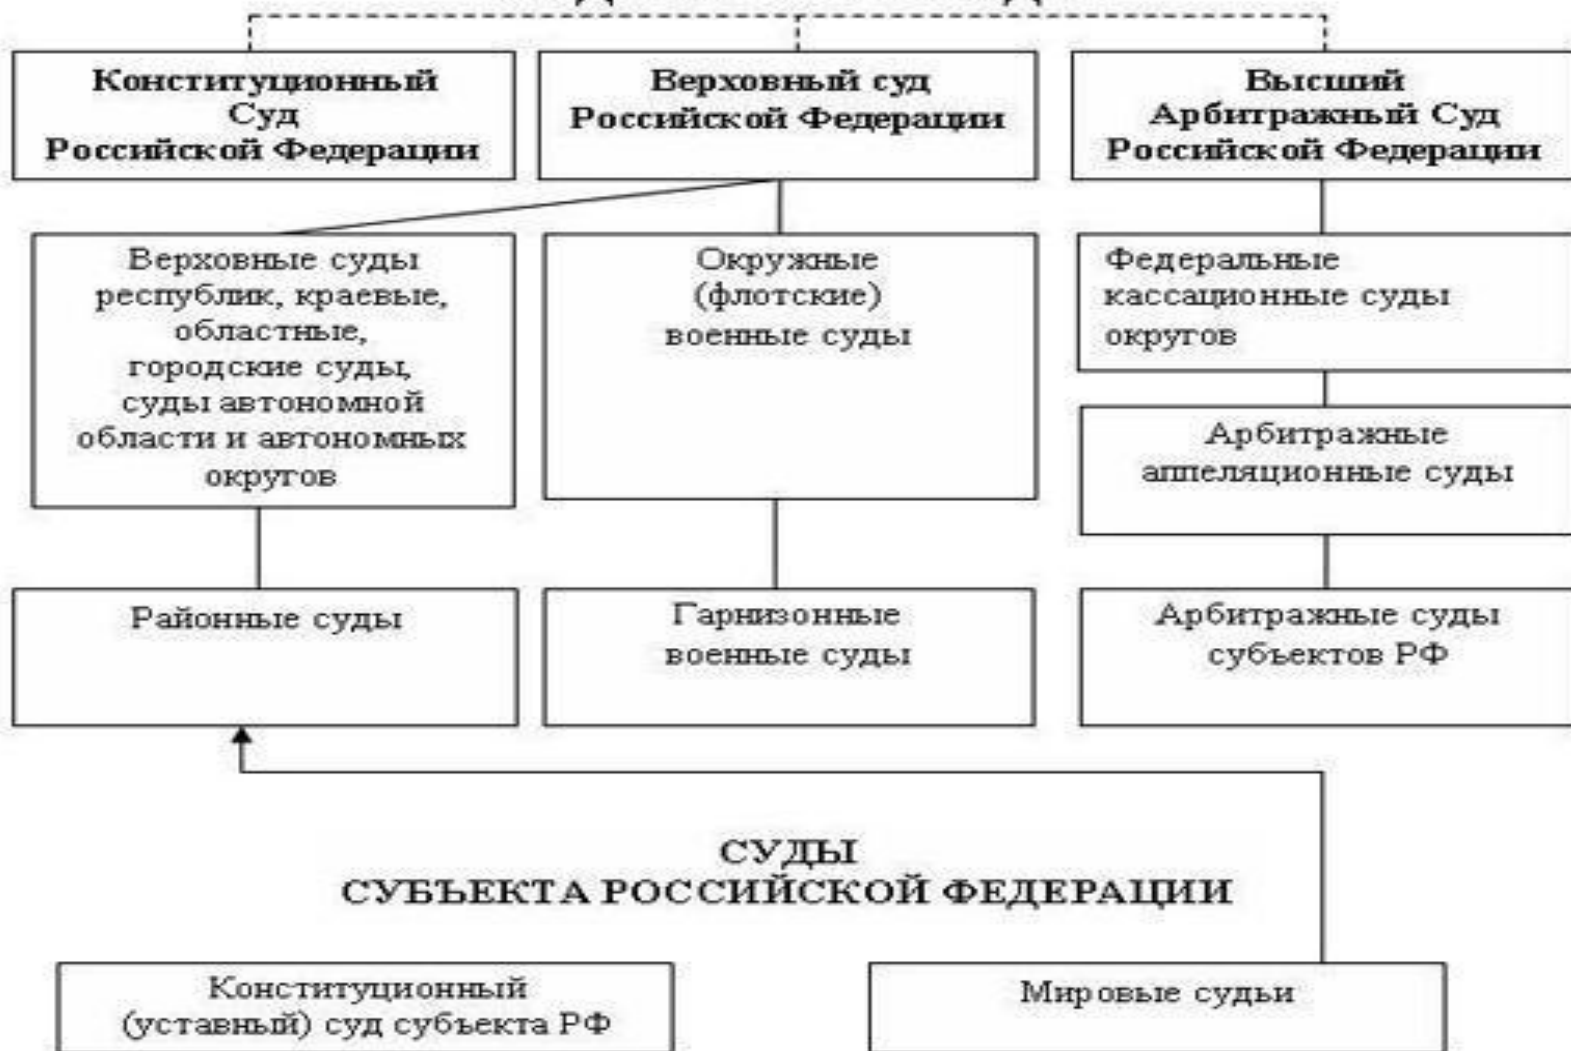 Конституционный
Суд
Российской Федерации
Верховный суд
Российской Федерации
Высший
Арбитражный Суд
Российской Федерации
Верховные суды
республик, краевые,
областные,
городские суды,
суды автономной
области и автономных
округов
Окружные
(флотские)
военные суды
Федеральные
кассационные суды
округов
Арбитражные
аппеляционные суды
Районные суды
Гарнизонные
военные суды
Арбитражные суды
субъектов РФ
СУДЫ
СУБЪЕКТА РОССИЙСКОЙ ФЕДЕРАЦИИ
Конституционный
(уставный) суд субъекта РФ
Мировые судьи